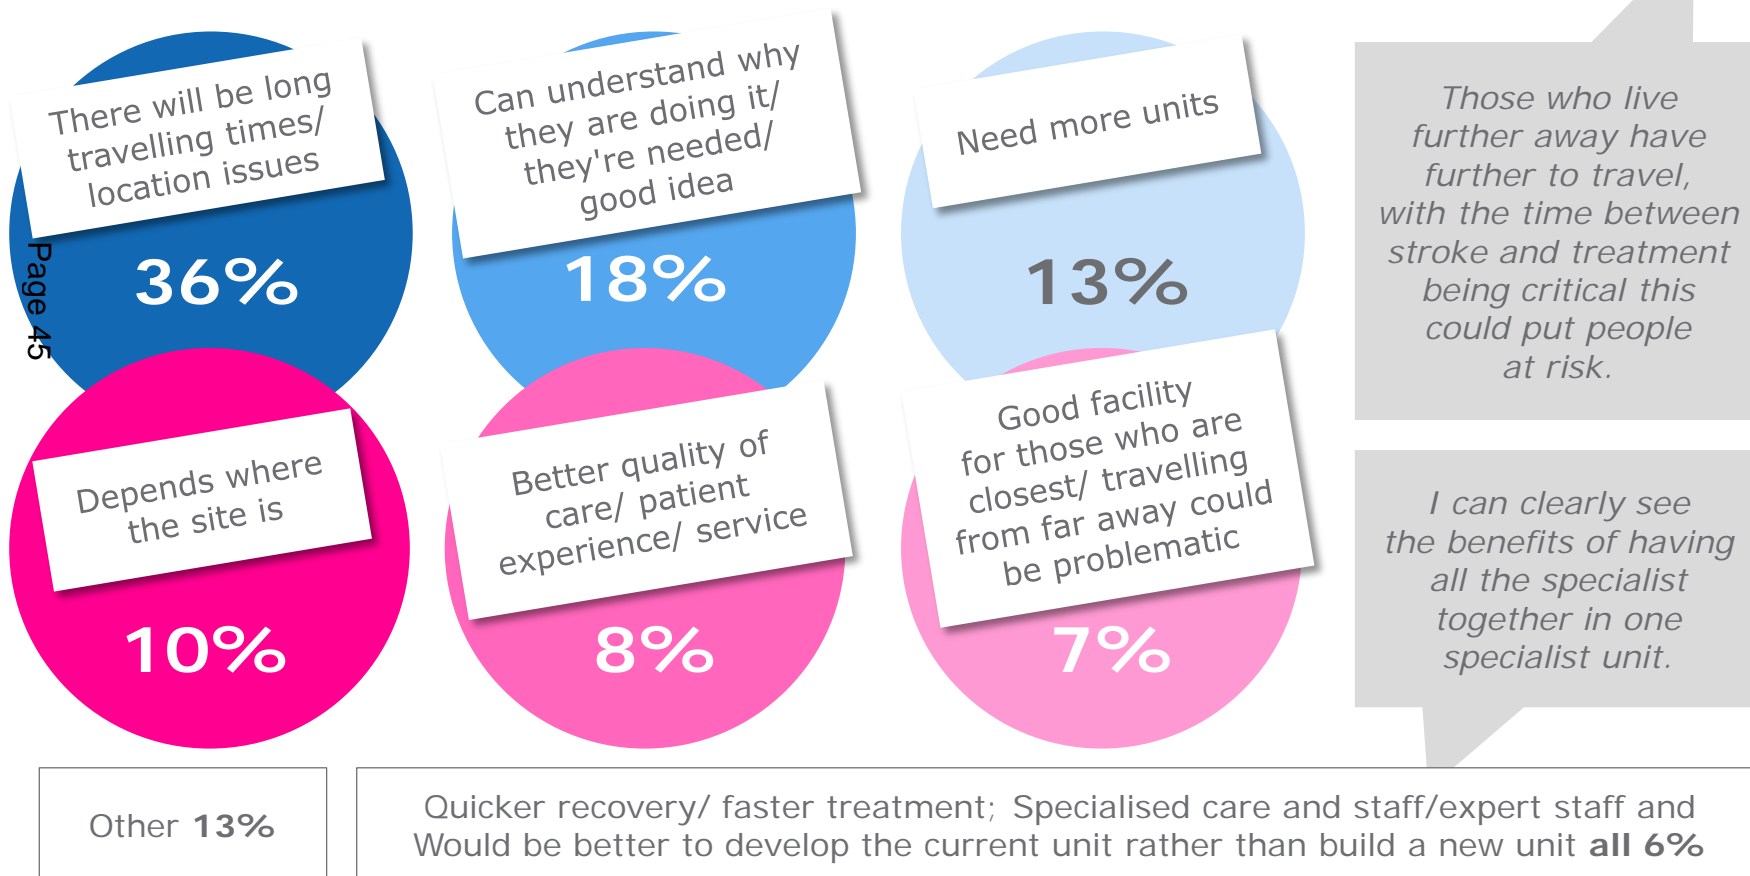 There will be long
travelling times/
location issues
36%
Can understand why
they are doing it/
they're needed/
good idea
18%
Need more units
13%
Those who live
further away have
further to travel,
with the time between
stroke and treatment
being critical this
could put people
at risk.
Page 45
Depends where
the site is
10%
Better quality of
care/ patient
experience/ service
8%
Good facility
for those who are
closest/ travelling
from far away could
be problematic
7%
I can clearly see
the benefits of having
all the specialist
together in one
specialist unit.
Other 13%
Quicker recovery/ faster treatment; Specialised care and staff/expert staff and
Would be better to develop the current unit rather than build a new unit all 6%